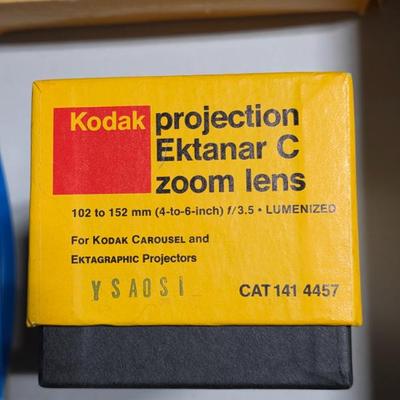 Kodak projection
Ektanar C
zoom lens
102 to 152 mm (4-to-6-inch) f/3.5 • LUMENIZED
For KODAK CAROUSEL and
EKTAGRAPHIC Projectors
YSAOSI
CAT 141 4457